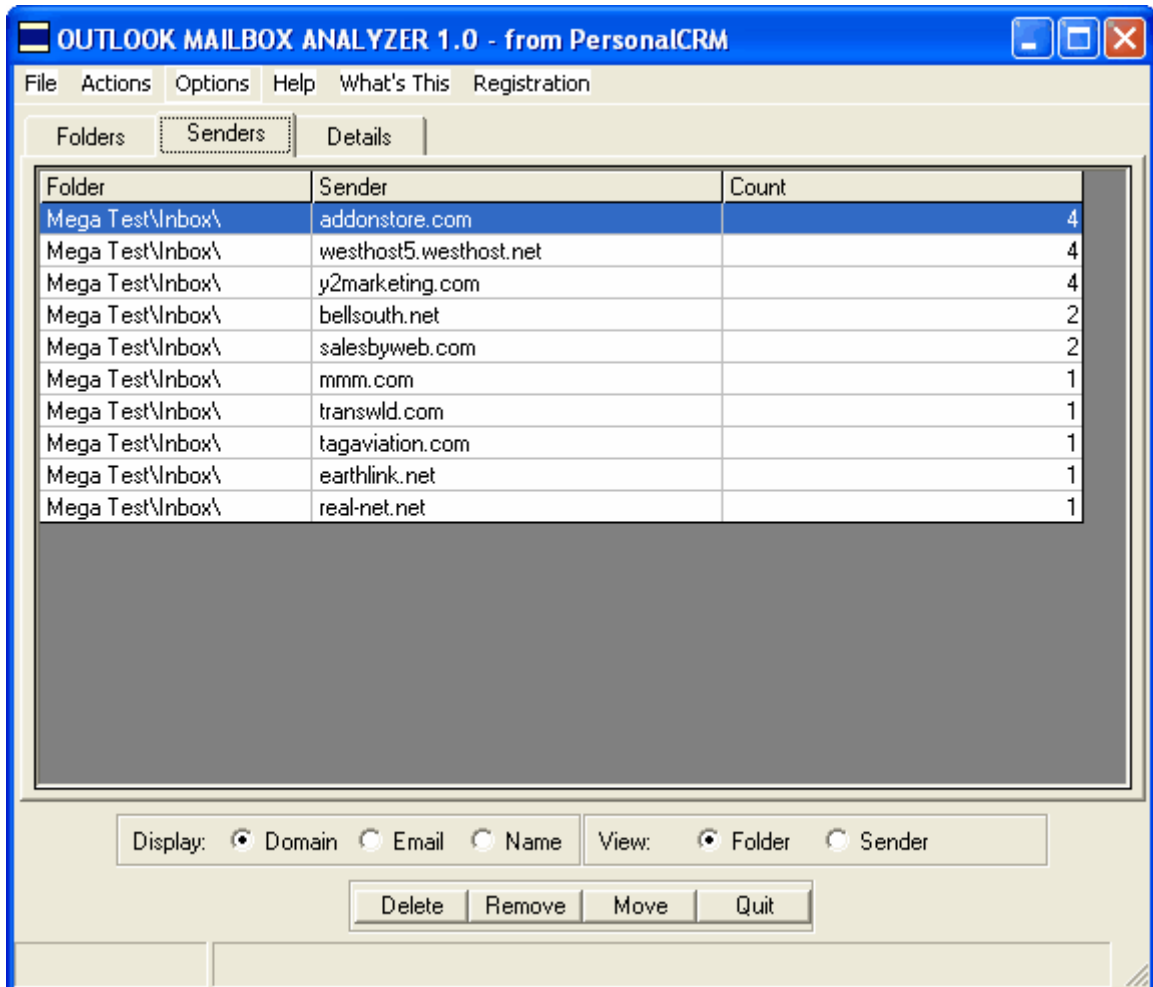 OUTLOOK MAILBOX ANALYZER 1.0 - from PersonalCRM
File Actions Options Help What's This Registration
Folders Senders Details
Folder Sender Count
Mega Test\Inbox\ addonstore.com 4
Mega Test\Inbox\ westhost5.westhost.net 4
Mega Test\Inbox\ y2marketing.com 4
Mega Test\Inbox\ bellsouth.net 2
Mega Test\Inbox\ salesbyweb.com 2
Mega Test\Inbox\ mmm.com 1
Mega Test\Inbox\ transwld.com 1
Mega Test\Inbox\ tagaviation.com 1
Mega Test\Inbox\ earthlink.net 1
Mega Test\Inbox\ real-net.net 1
Display: Domain Email Name View: Folder Sender
Delete Remove Move Quit